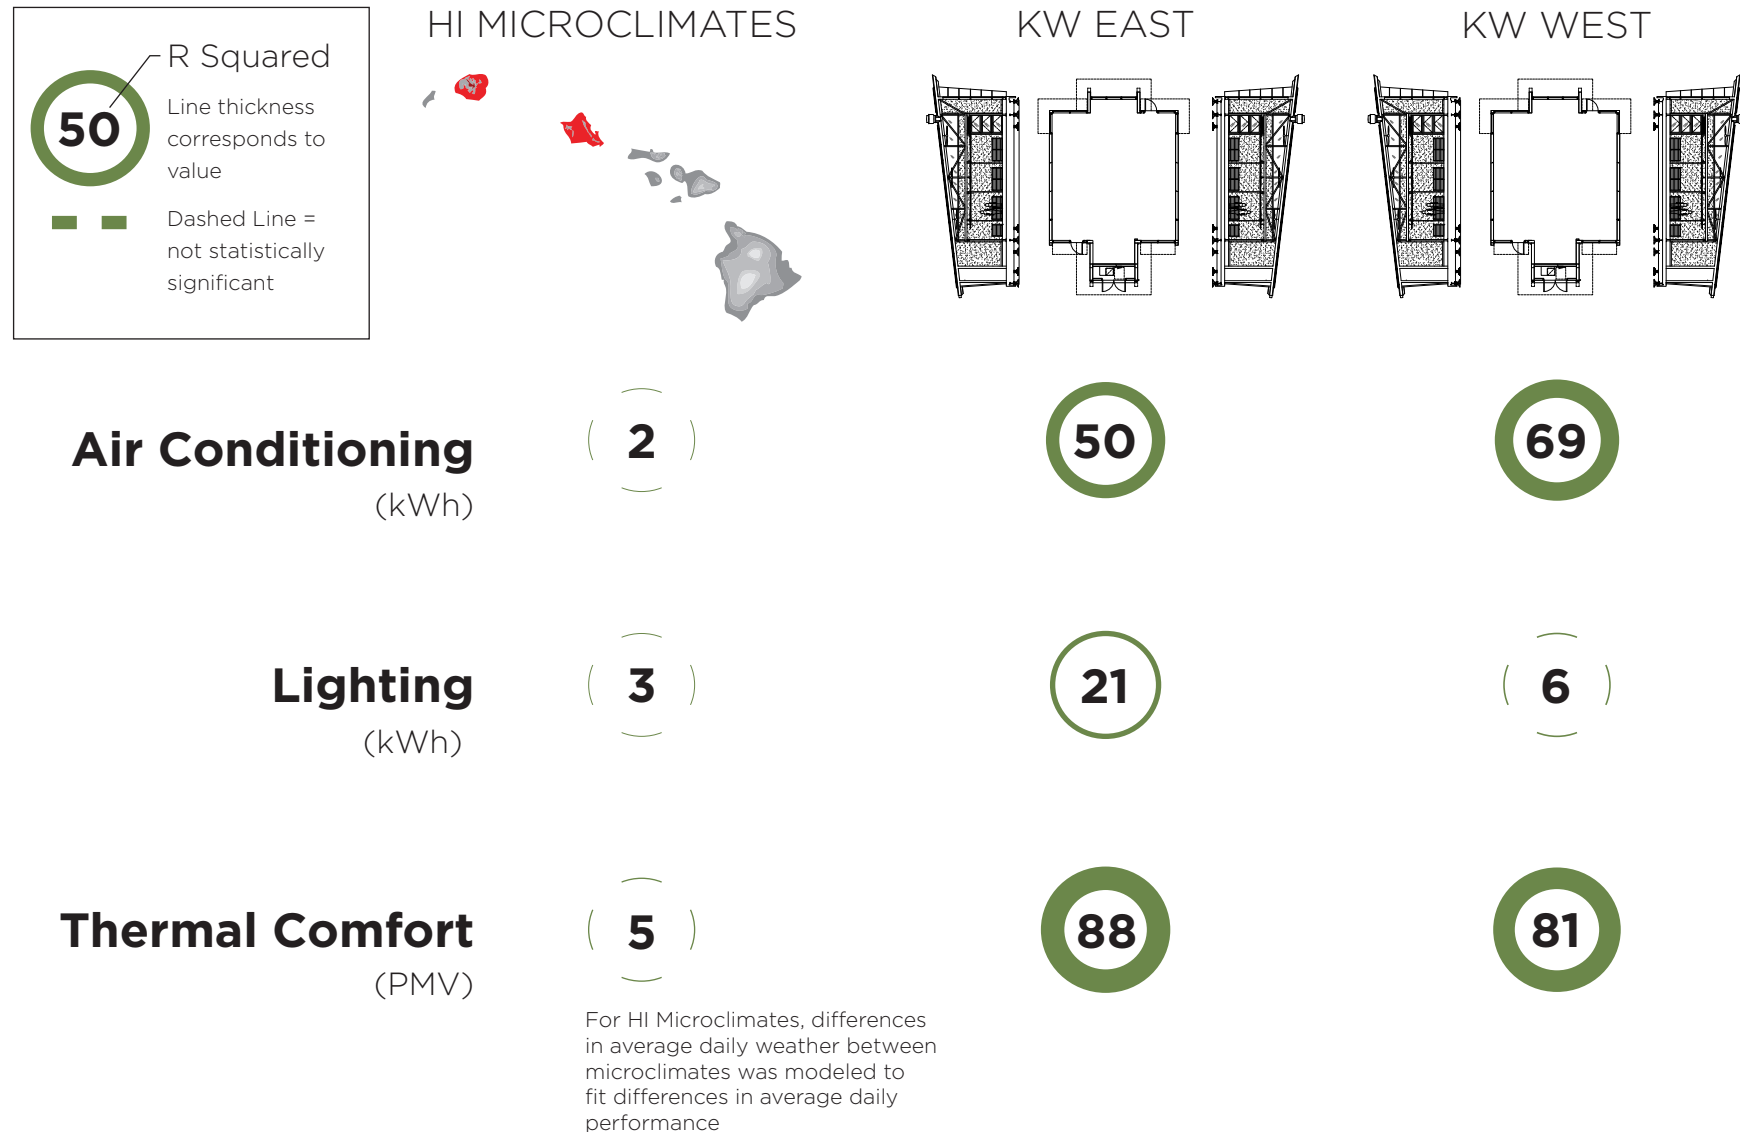 HI MICROCLIMATES
KW EAST
KW WEST
R Squared
50
Line thickness
corresponds to
value
Dashed Line =
not statistically
significant
Air Conditioning
(kWh)
2
50
69
Lighting
(kWh)
3
21
6
Thermal Comfort
(PMV)
5
88
81
For HI Microclimates, differences
in average daily weather between
microclimates was modeled to
fit differences in average daily
performance